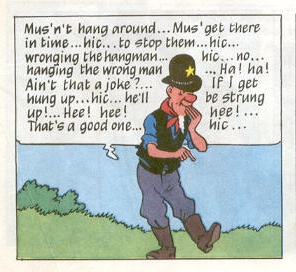 Mus'n't hang around... Mus' get there
in time... hic... to stop them... hic...
wronging the hangman... hic... no...
hanging the wrong man ... Ha! ha!
Ain't that a joke?... If I get
hung up... hic... he'll be strung
up!... Hee! hee! hee!...
That's a good one... hic...